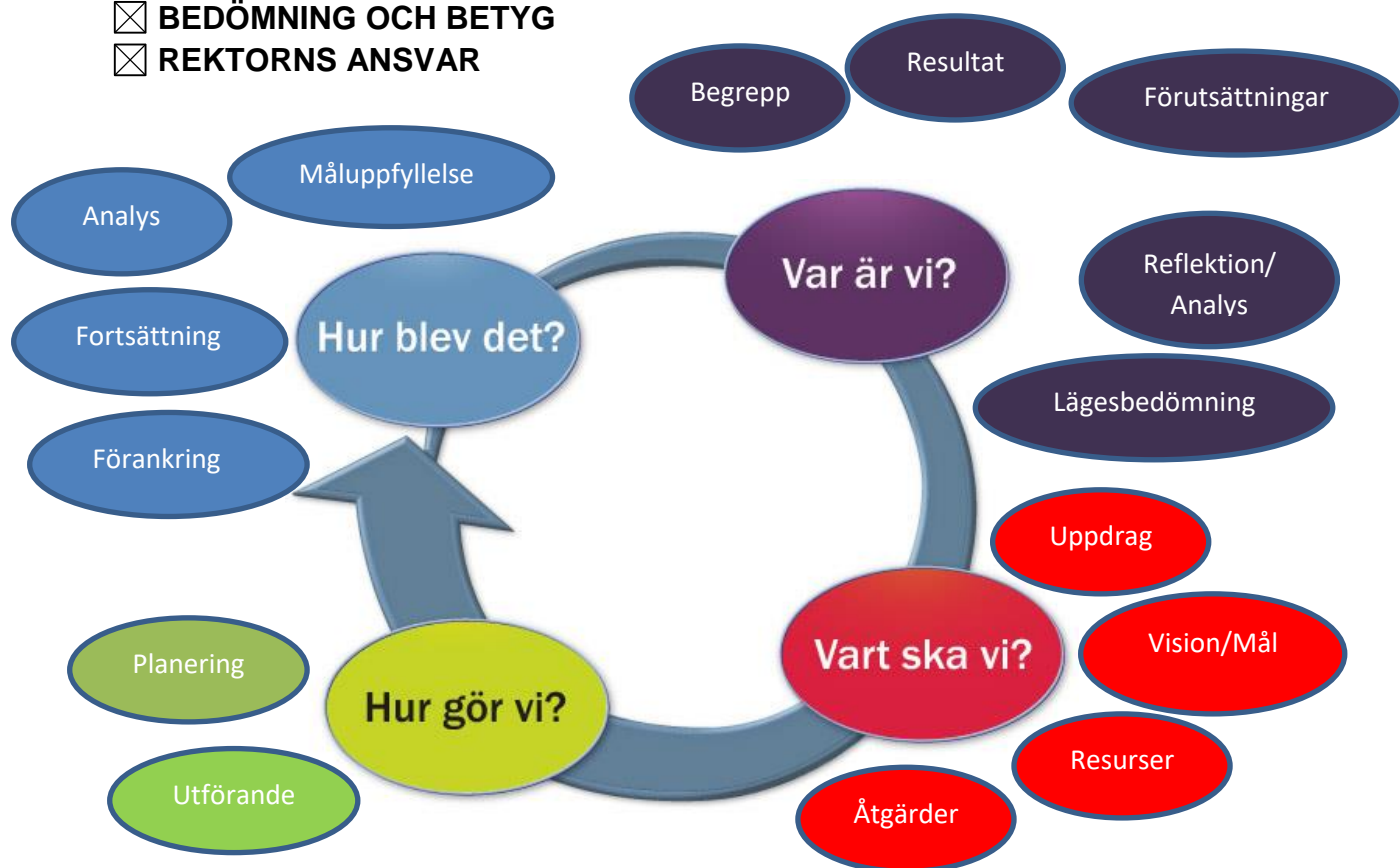 ☒ BEDÖMNING OCH BETYG
☒ REKTORNS ANSVAR
Begrepp
Resultat
Förutsättningar
Reflektion/
Analys
Lägesbedömning
Var är vi?
Uppdrag
Vision/Mål
Resurser
Åtgärder
Vart ska vi?
Hur gör vi?
Planering
Utförande
Hur blev det?
Måluppfyllelse
Analys
Fortsättning
Förankring